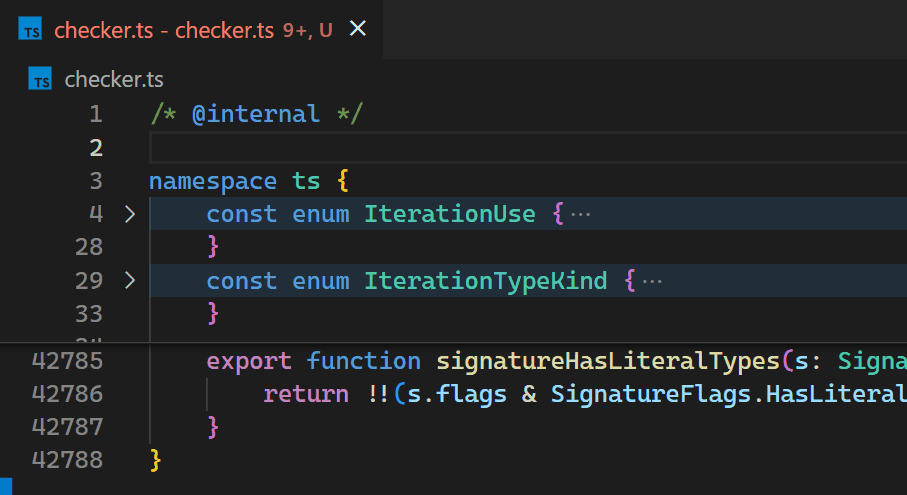 TS checker.ts - checker.ts 9+, U ×
TS checker.ts
1 /* @internal */
2
3 namespace ts {
4 > const enum IterationUse { ···
28 }
29 > const enum IterationTypeKind { ···
33 }
42785 export function signatureHasLiteralTypes(s: Signa
42786 return !!(s.flags & SignatureFlags.HasLiteral
42787 }
42788 }